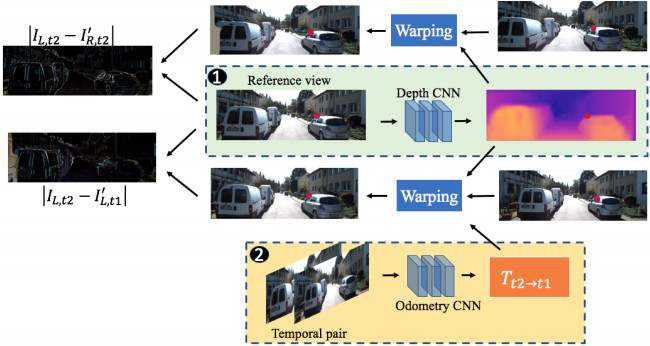 |I_{L,t2} − I'_{R,t2}|
Warping
1
Reference view
Depth CNN
|I_{L,t2} − I'_{L,t1}|
Warping
2
T_{t2→t1}
Odometry CNN
Temporal pair